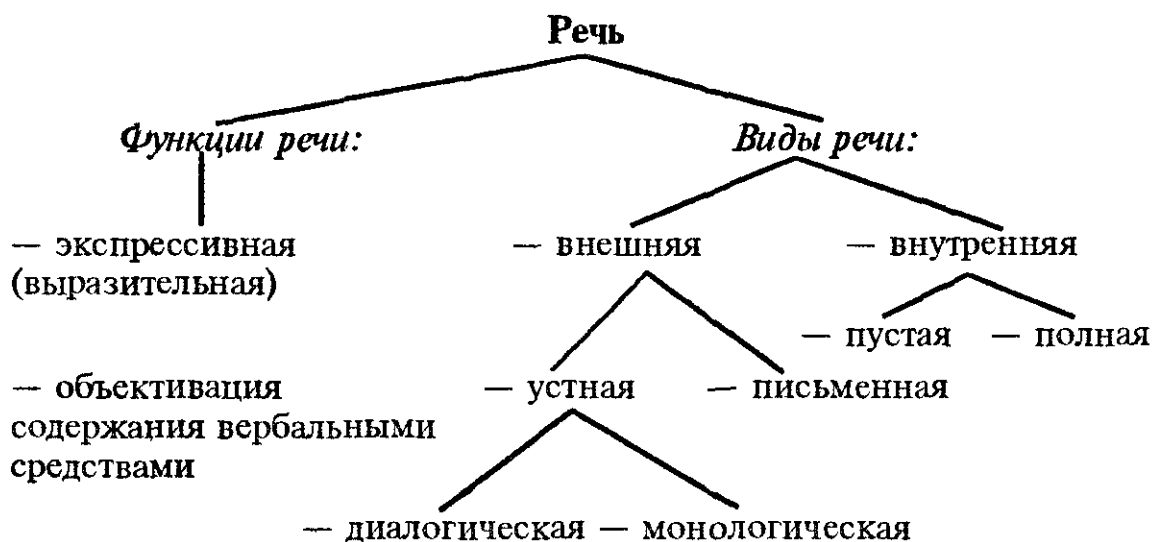 Речь
Функции речи:
Виды речи:
— экспрессивная
(выразительная)
— внешняя
— внутренняя
— пустая
— полная
— объективация
содержания вербальными
средствами
— устная
— письменная
— диалогическая
— монологическая